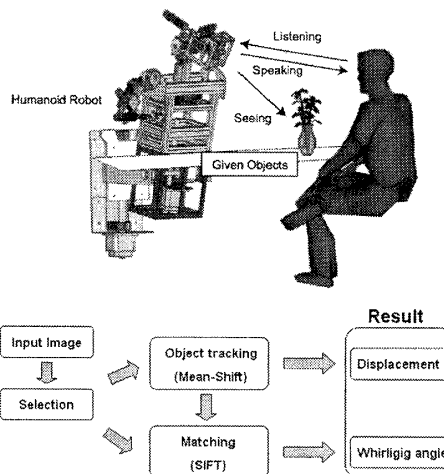 Listening
Speaking
Humanoid Robot
Seeing
Given Objects
Result
Input Image
Object tracking
(Mean-Shift)
Displacement
Selection
Matching
(SIFT)
Whirligig angle